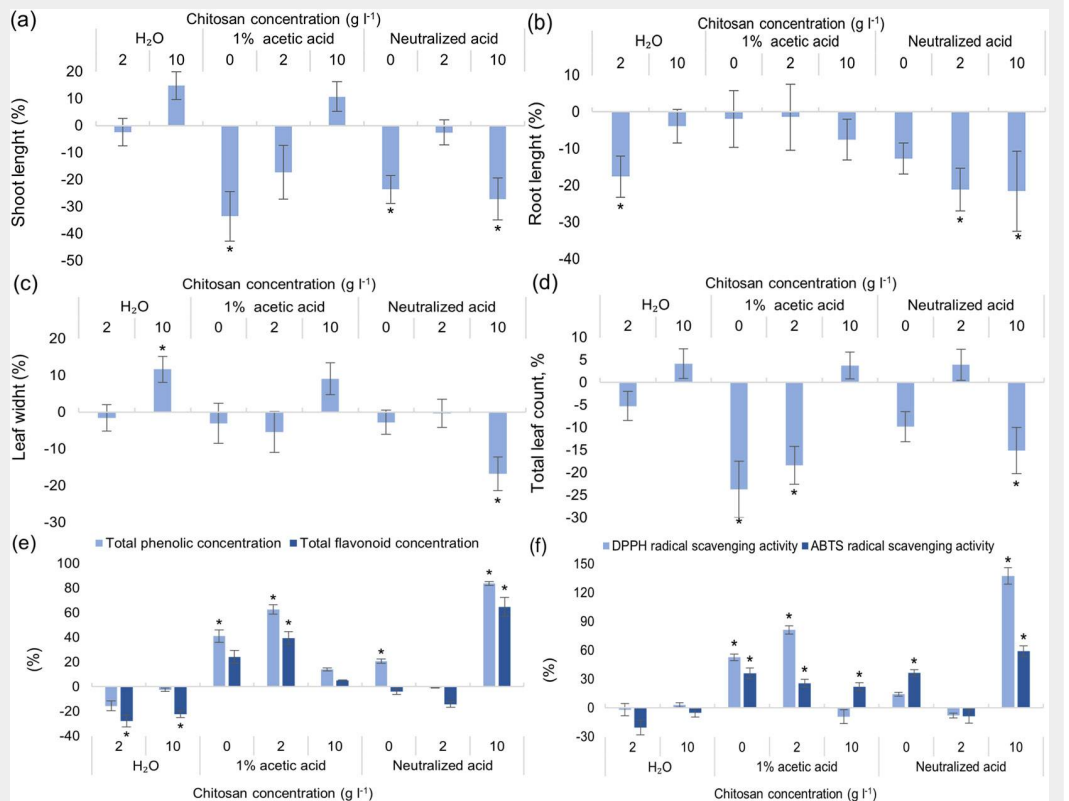 (a)
Chitosan concentration (g l-1)
H2O 1% acetic acid Neutralized acid
2 10 0 2 10 0 2 10
Shoot lenght (%)
20
10
0
-10
-20
-30
-40
-50
* * *
(b)
Chitosan concentration (g l-1)
H2O 1% acetic acid Neutralized acid
2 10 0 2 10 0 2 10
Root lenght (%)
10
0
-10
-20
-30
-40
* * *
(c)
Chitosan concentration (g l-1)
H2O 1% acetic acid Neutralized acid
2 10 0 2 10 0 2 10
Leaf widht (%)
20
10
0
-10
-20
-30
* *
(d)
Chitosan concentration (g l-1)
H2O 1% acetic acid Neutralized acid
2 10 0 2 10 0 2 10
Total leaf count, %
10
5
0
-5
-10
-15
-20
-25
-30
* * *
(e)
Total phenolic concentration Total flavonoid concentration
(%)
100
80
60
40
20
0
-20
-40
* * * * * * * *
2 10 0 2 10 0 2 10
H2O 1% acetic acid Neutralized acid
Chitosan concentration (g l-1)
(f)
DPPH radical scavenging activity ABTS radical scavenging activity
(%)
150
120
90
60
30
0
-30
* * * * * * * *
2 10 0 2 10 0 2 10
H2O 1% acetic acid Neutralized acid
Chitosan concentration (g l-1)